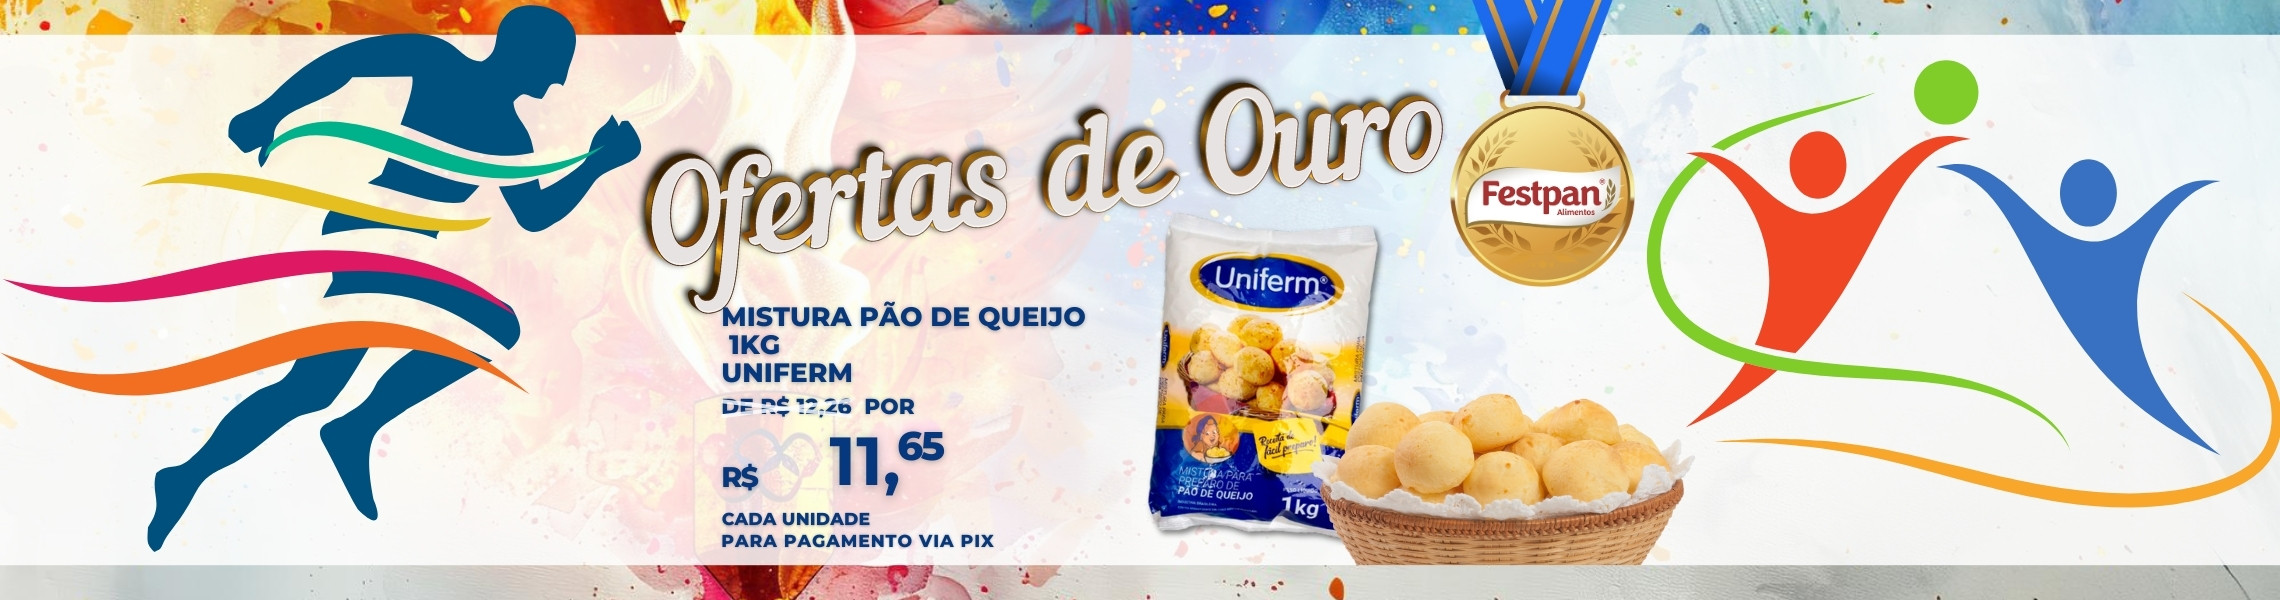 Ofertas de Ouro
Festpan®
Alimentos
MISTURA PÃO DE QUEIJO
1KG
UNIFERM
DE R$ 12,26 POR
R$ 11,65
CADA UNIDADE
PARA PAGAMENTO VIA PIX
Uniferm®
Receita de
fácil preparo!
MISTURA PARA
PREPARO DE
PÃO DE QUEIJO
1kg
Uniferm